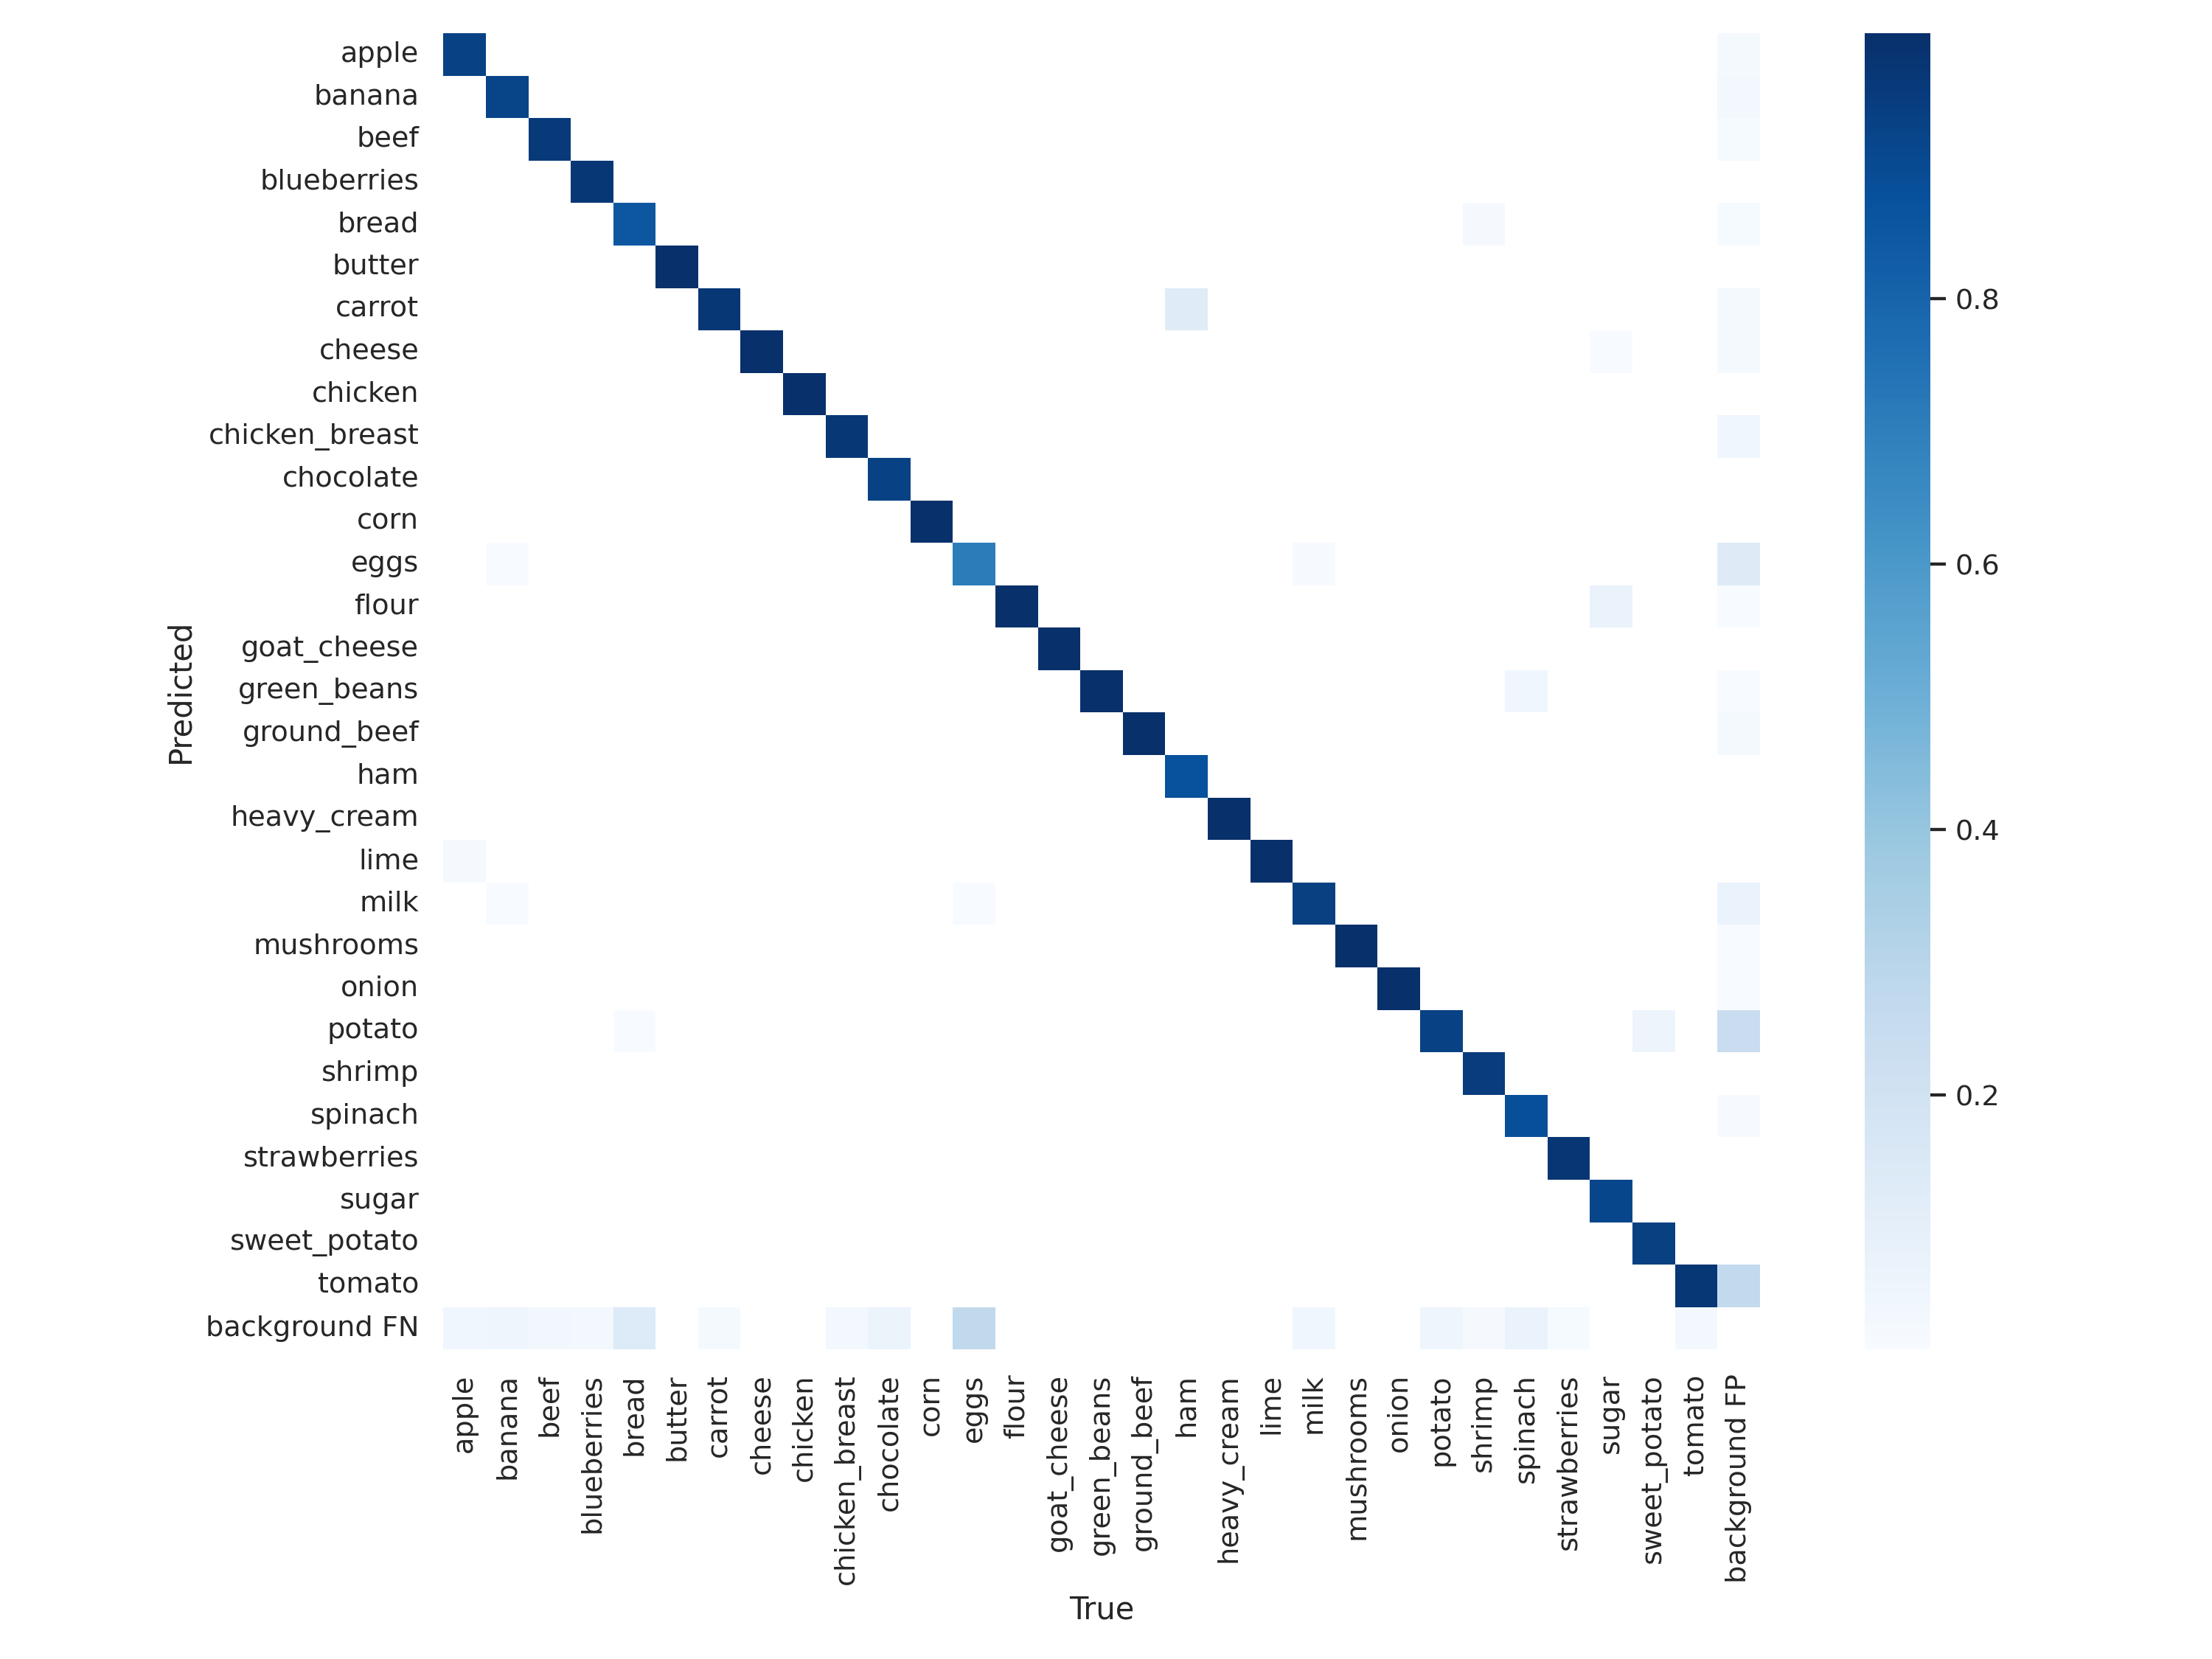 apple
banana
beef
blueberries
bread
butter
carrot
cheese
chicken
chicken_breast
chocolate
corn
eggs
flour
goat_cheese
green_beans
ground_beef
ham
heavy_cream
lime
milk
mushrooms
onion
potato
shrimp
spinach
strawberries
sugar
sweet_potato
tomato
background FN
Predicted
apple
banana
beef
blueberries
bread
butter
carrot
cheese
chicken
chicken_breast
chocolate
corn
eggs
flour
goat_cheese
green_beans
ground_beef
ham
heavy_cream
lime
milk
mushrooms
onion
potato
shrimp
spinach
strawberries
sugar
sweet_potato
tomato
background FP
True
0.8
0.6
0.4
0.2